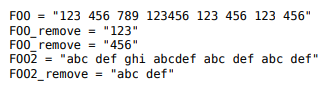 FOO = "123 456 789 123456 123 456 123 456"
FOO_remove = "123"
FOO_remove = "456"
FOO2 = "abc def ghi abcdef abc def abc def"
FOO2_remove = "abc def"